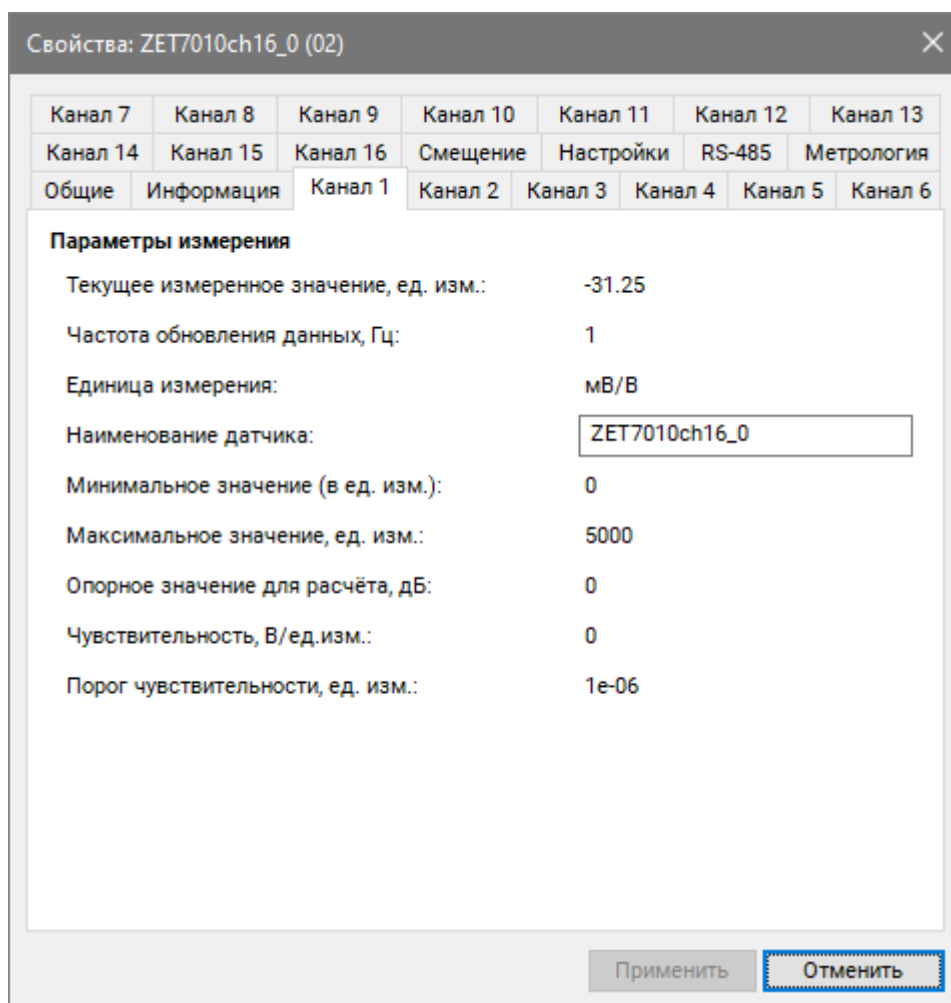 Свойства: ZET7010ch16_0 (02)
Канал 7 Канал 8 Канал 9 Канал 10 Канал 11 Канал 12 Канал 13
Канал 14 Канал 15 Канал 16 Смещение Настройки RS-485 Метрология
Общие Информация Канал 1 Канал 2 Канал 3 Канал 4 Канал 5 Канал 6
Параметры измерения
Текущее измеренное значение, ед. изм.: -31.25
Частота обновления данных, Гц: 1
Единица измерения: мВ/В
Наименование датчика: ZET7010ch16_0
Минимальное значение (в ед. изм.): 0
Максимальное значение, ед. изм.: 5000
Опорное значение для расчёта, дБ: 0
Чувствительность, В/ед.изм.: 0
Порог чувствительности, ед. изм.: 1e-06
Применить Отменить